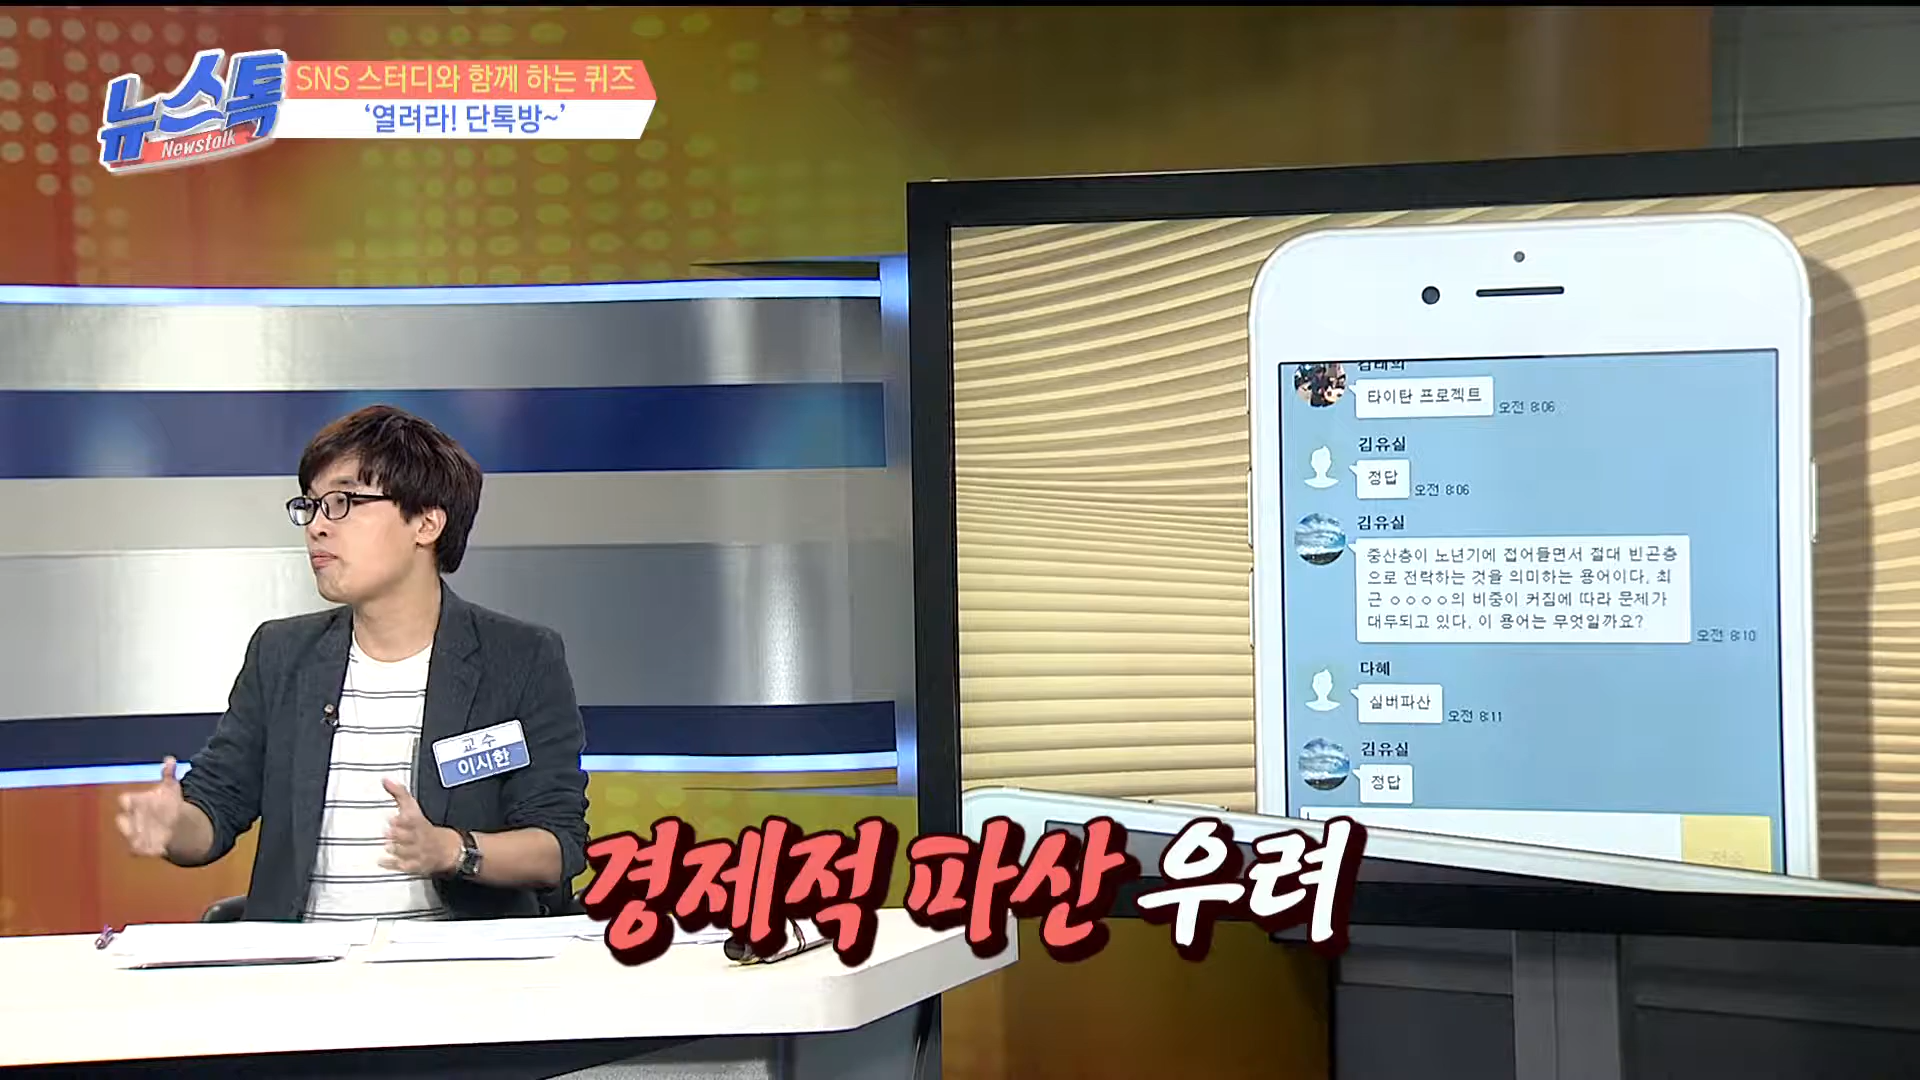 뉴스톡
Newstalk
SNS 스터디와 함께 하는 퀴즈
‘열려라! 단톡방~’
타이탄 프로젝트
오전 8:06
김유실
정답
오전 8:06
김유실
중산층이 노년기에 접어들면서 절대 빈곤층
으로 전락하는 것을 의미하는 용어이다. 최
근 ㅇㅇㅇㅇ의 비중이 커짐에 따라 문제가
대두되고 있다. 이 용어는 무엇일까요?
오전 8:10
다혜
실버파산
오전 8:11
김유실
정답
전송
교수
이시한
경제적 파산 우려